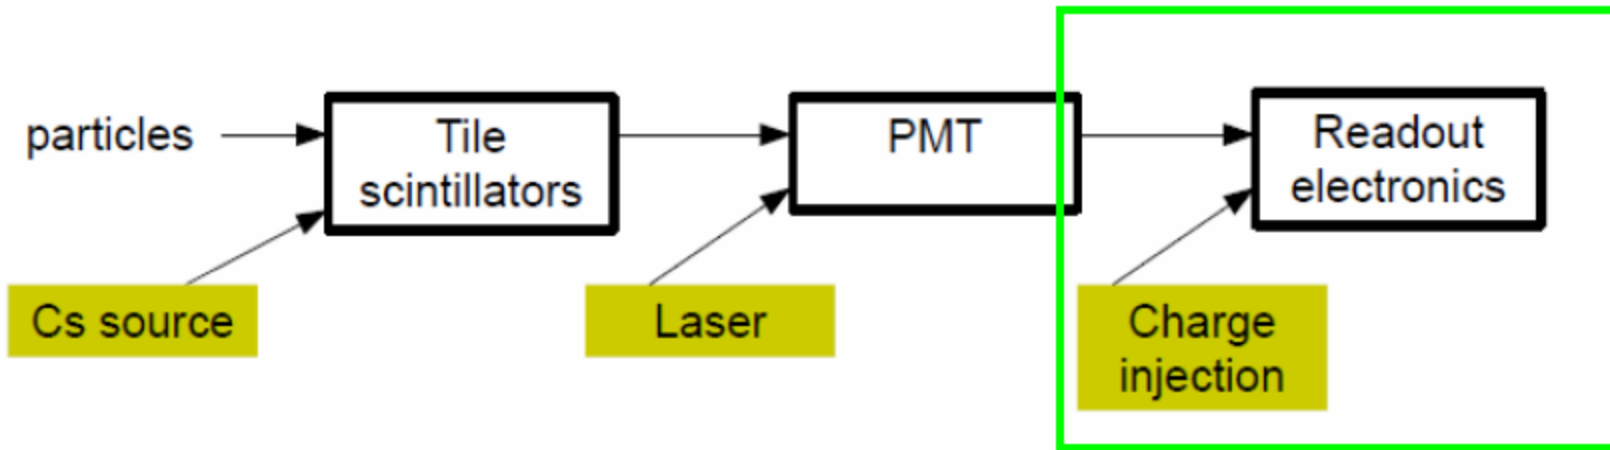 particles
Tile
scintillators
PMT
Readout
electronics
Cs source
Laser
Charge
injection